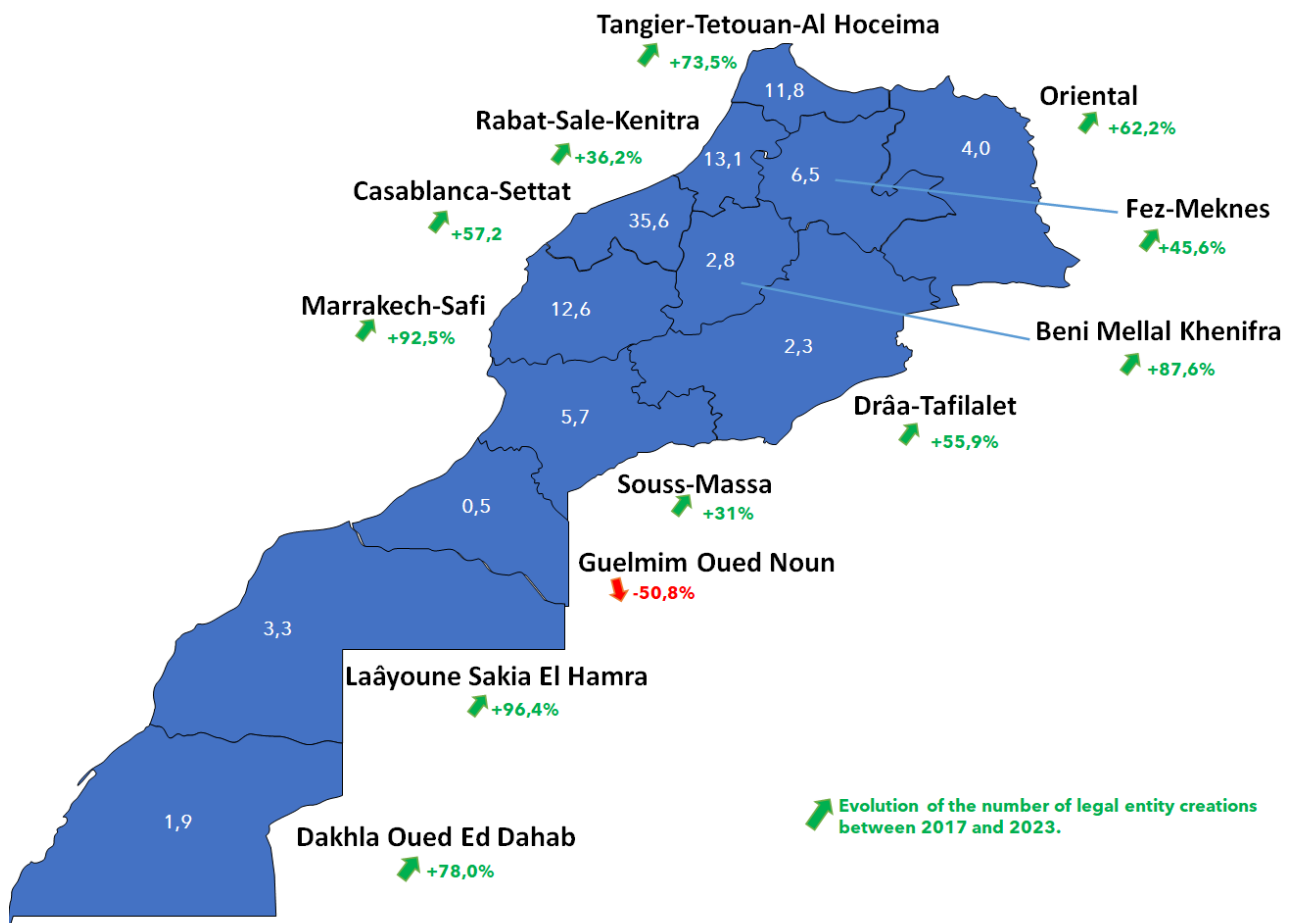 Tangier-Tetouan-Al Hoceima
+73,5%
11,8
Oriental
+62,2%
4,0
Rabat-Sale-Kenitra
+36,2%
13,1
6,5
Fez-Meknes
+45,6%
Casablanca-Settat
+57,2
35,6
2,8
Beni Mellal Khenifra
+87,6%
Marrakech-Safi
+92,5%
12,6
2,3
Drâa-Tafilalet
+55,9%
5,7
Souss-Massa
+31%
0,5
Guelmim Oued Noun
-50,8%
3,3
Laâyoune Sakia El Hamra
+96,4%
1,9
Dakhla Oued Ed Dahab
+78,0%
Evolution of the number of legal entity creations
between 2017 and 2023.